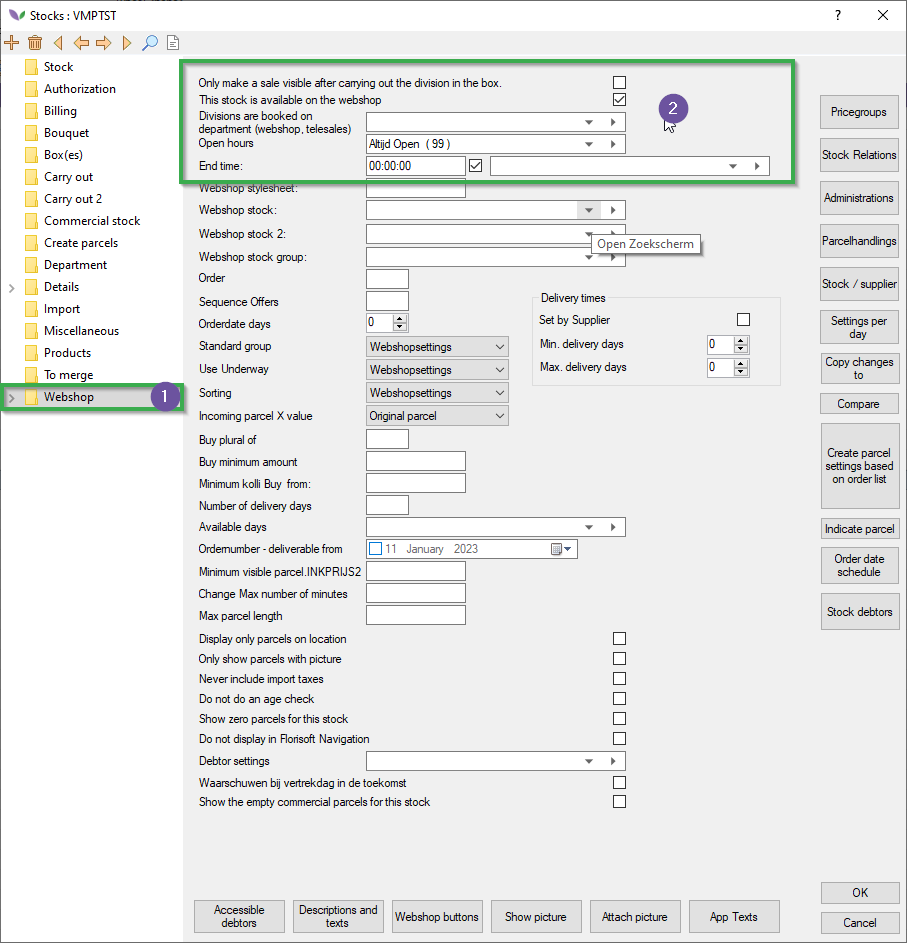 Stocks : VMPTST
?
Stock
Authorization
Billing
Bouquet
Box(es)
Carry out
Carry out 2
Commercial stock
Create parcels
Department
Details
Import
Miscellaneous
Products
To merge
Webshop
1
Only make a sale visible after carrying out the division in the box.
This stock is available on the webshop
2
Divisions are booked on
department (webshop, telesales)
Open hours
Altijd Open ( 99 )
End time:
00:00:00
Webshop stylesheet:
Webshop stock:
Webshop stock 2:
Open Zoekscherm
Webshop stock group:
Order
Sequence Offers
Orderdate days
0
Standard group
Webshopsettings
Use Underway
Webshopsettings
Sorting
Webshopsettings
Incoming parcel X value
Original parcel
Delivery times
Set by Supplier
Min. delivery days
0
Max. delivery days
0
Buy plural of
Buy minimum amount
Minimum kolli Buy from:
Number of delivery days
Available days
Ordernumber - deliverable from
11 January 2023
Minimum visible parcel.INKPRIJS2
Change Max number of minutes
Max parcel length
Display only parcels on location
Only show parcels with picture
Never include import taxes
Do not do an age check
Show zero parcels for this stock
Do not display in Florisoft Navigation
Debtor settings
Waarschuwen bij vertrekdag in de toekomst
Show the empty commercial parcels for this stock
Pricegroups
Stock Relations
Administrations
Parcelhandlings
Stock / supplier
Settings per
day
Copy changes
to
Compare
Create parcel
settings based
on order list
Indicate parcel
Order date
schedule
Stock debtors
OK
Cancel
Accessible
debtors
Descriptions and
texts
Webshop buttons
Show picture
Attach picture
App Texts